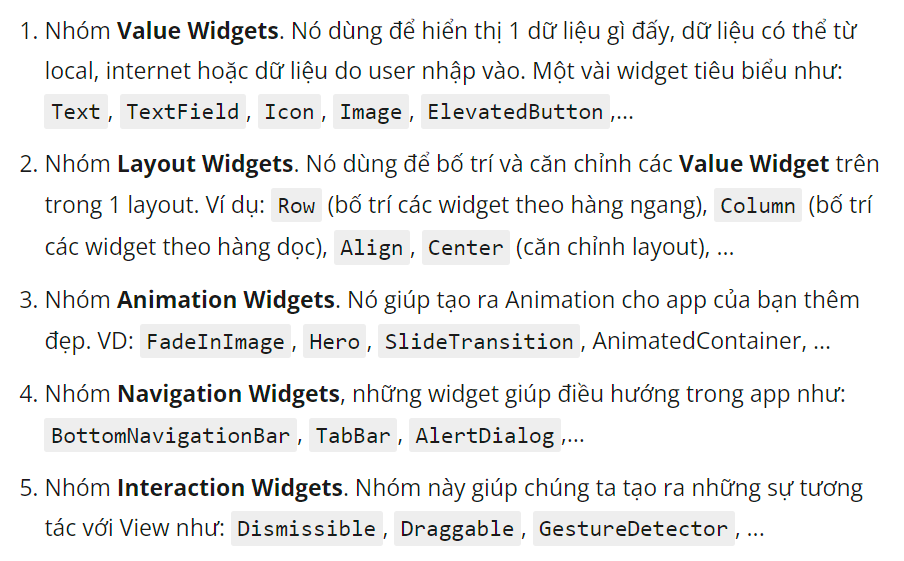 1. Nhóm Value Widgets. Nó dùng để hiển thị 1 dữ liệu gì đấy, dữ liệu có thể từ
local, internet hoặc dữ liệu do user nhập vào. Một vài widget tiêu biểu như:
Text, TextField, Icon, Image, ElevatedButton,...
2. Nhóm Layout Widgets. Nó dùng để bố trí và căn chỉnh các Value Widget trên
trong 1 layout. Ví dụ: Row (bố trí các widget theo hàng ngang), Column (bố trí
các widget theo hàng dọc), Align, Center (căn chỉnh layout), ...
3. Nhóm Animation Widgets. Nó giúp tạo ra Animation cho app của bạn thêm
đẹp. VD: FadeInImage, Hero, SlideTransition, AnimatedContainer, ...
4. Nhóm Navigation Widgets, những widget giúp điều hướng trong app như:
BottomNavigationBar, TabBar, AlertDialog,...
5. Nhóm Interaction Widgets. Nhóm này giúp chúng ta tạo ra những sự tương
tác với View như: Dismissible, Draggable, GestureDetector, ...